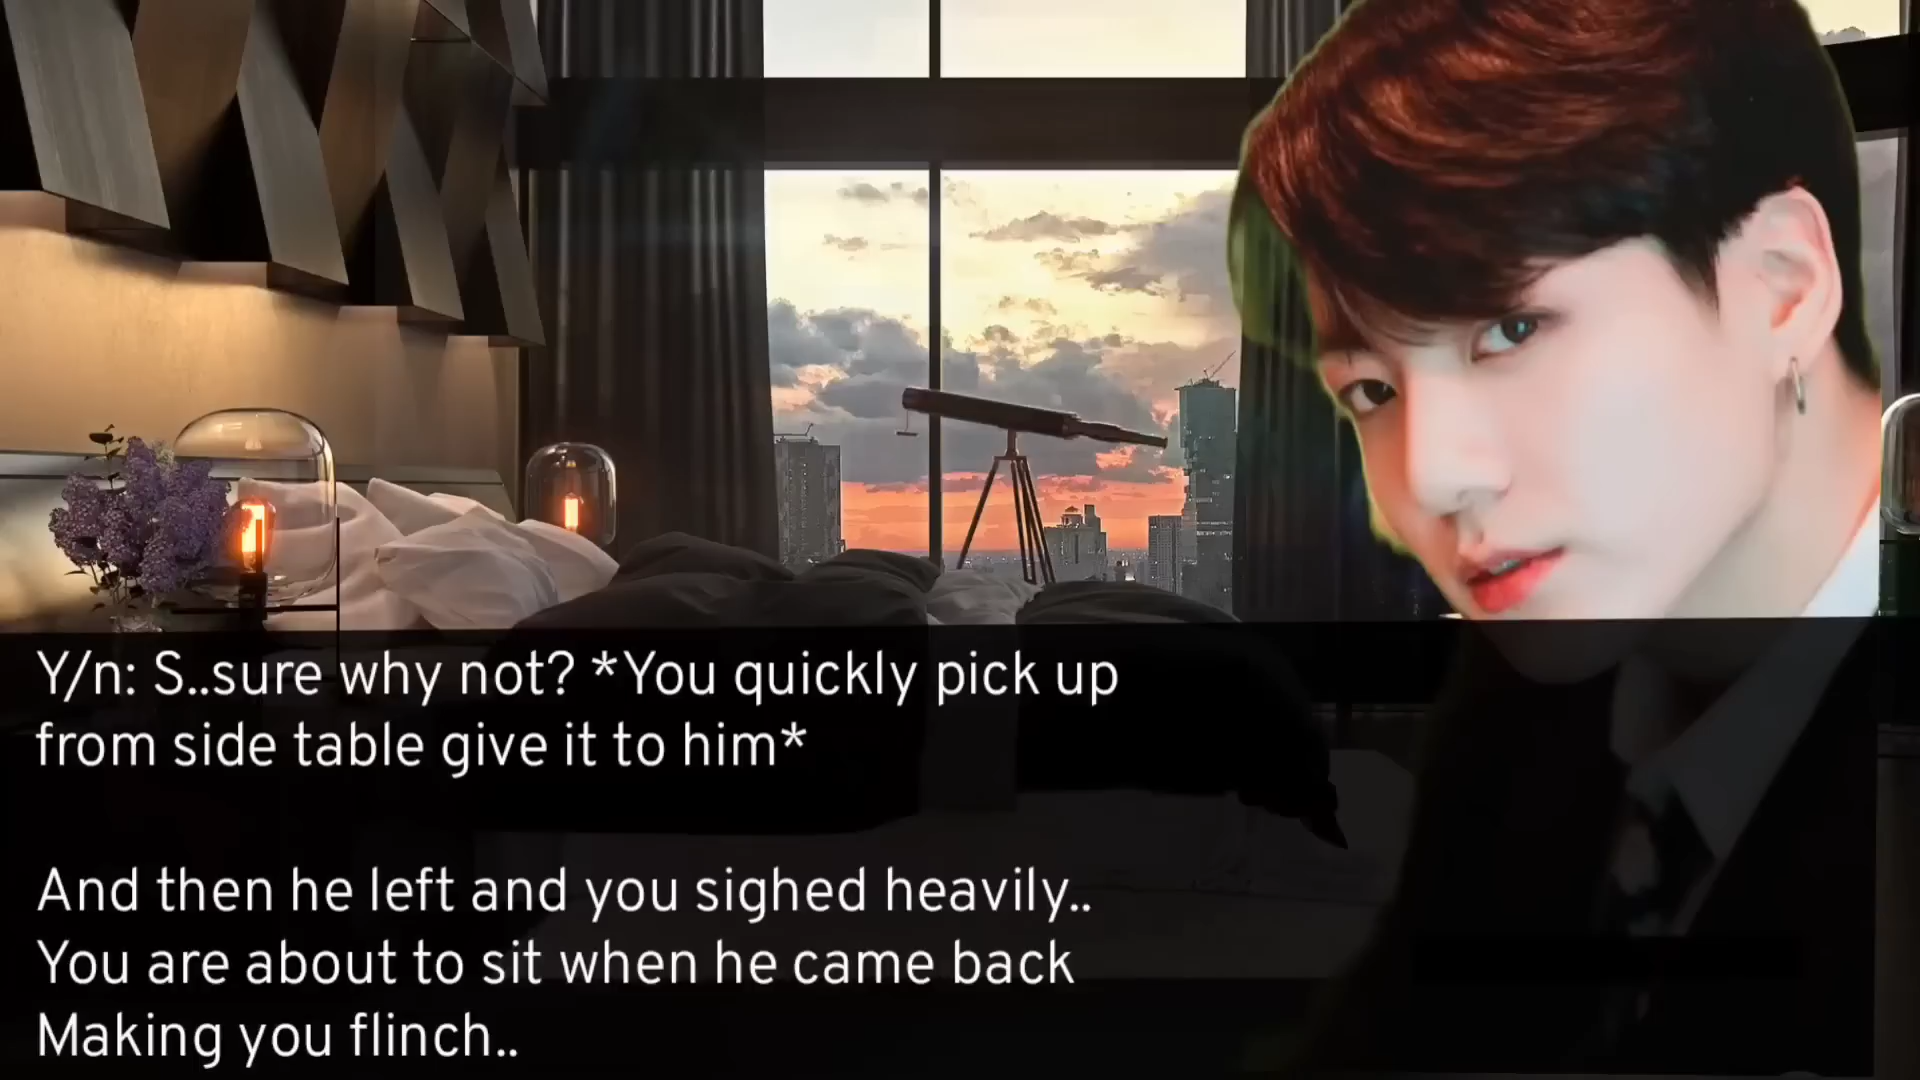 Y/n: S..sure why not? *You quickly pick up
from side table give it to him*
And then he left and you sighed heavily..
You are about to sit when he came back
Making you flinch..